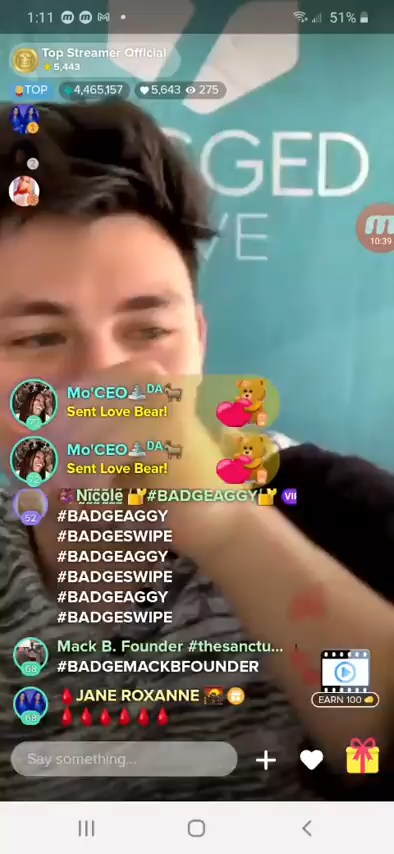 1:11
51%
Top Streamer Official
5,443
TOP
4,465,157
5,643
275
GGED
VE
10:39
Mo'CEO DA
Sent Love Bear!
Mo'CEO DA
Sent Love Bear!
Nicole #BADGEAGGY VII
52
#BADGEAGGY
#BADGESWIPE
#BADGEAGGY
#BADGESWIPE
#BADGEAGGY
#BADGESWIPE
Mack B. Founder #thesanctu...
68
#BADGEMACKBFOUNDER
JANE ROXANNE
68
EARN 100
Say something...